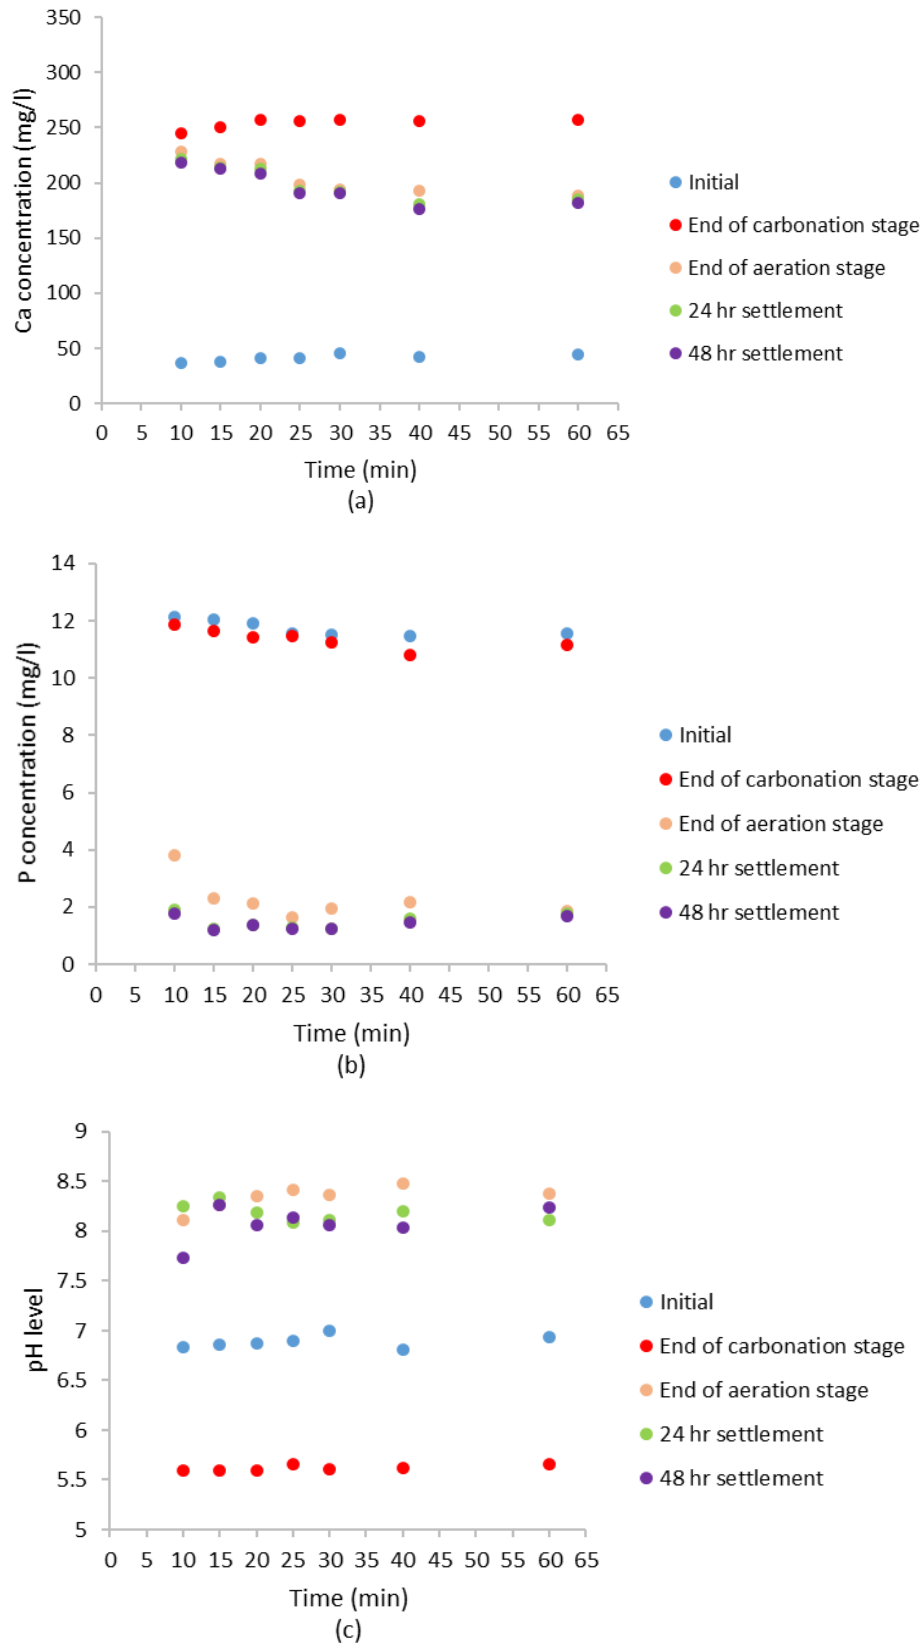 350
300
250
200
150
100
50
0
Ca concentration (mg/l)
0 5 10 15 20 25 30 35 40 45 50 55 60 65
Time (min)
(a)
Initial
End of carbonation stage
End of aeration stage
24 hr settlement
48 hr settlement
14
12
10
8
6
4
2
0
P concentration (mg/l)
0 5 10 15 20 25 30 35 40 45 50 55 60 65
Time (min)
(b)
Initial
End of carbonation stage
End of aeration stage
24 hr settlement
48 hr settlement
9
8.5
8
7.5
7
6.5
6
5.5
5
pH level
0 5 10 15 20 25 30 35 40 45 50 55 60 65
Time (min)
(c)
Initial
End of carbonation stage
End of aeration stage
24 hr settlement
48 hr settlement